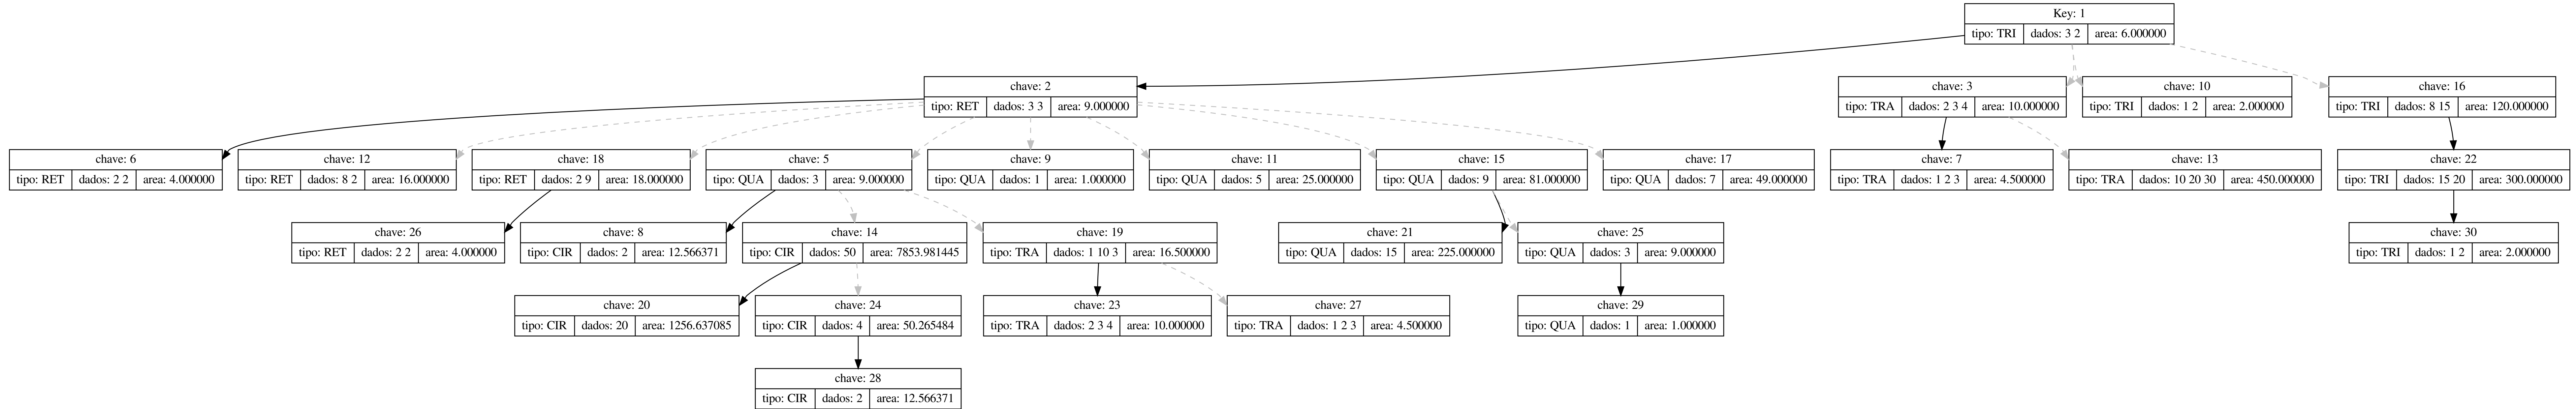 Key: 1
tipo: TRI dados: 3 2 area: 6.000000
chave: 2
tipo: RET dados: 3 3 area: 9.000000
chave: 3
tipo: TRA dados: 2 3 4 area: 10.000000
chave: 10
tipo: TRI dados: 1 2 area: 2.000000
chave: 16
tipo: TRI dados: 8 15 area: 120.000000
chave: 6
tipo: RET dados: 2 2 area: 4.000000
chave: 12
tipo: RET dados: 8 2 area: 16.000000
chave: 18
tipo: RET dados: 2 9 area: 18.000000
chave: 5
tipo: QUA dados: 3 area: 9.000000
chave: 9
tipo: QUA dados: 1 area: 1.000000
chave: 11
tipo: QUA dados: 5 area: 25.000000
chave: 15
tipo: QUA dados: 9 area: 81.000000
chave: 17
tipo: QUA dados: 7 area: 49.000000
chave: 7
tipo: TRA dados: 1 2 3 area: 4.500000
chave: 13
tipo: TRA dados: 10 20 30 area: 450.000000
chave: 22
tipo: TRI dados: 15 20 area: 300.000000
chave: 26
tipo: RET dados: 2 2 area: 4.000000
chave: 8
tipo: CIR dados: 2 area: 12.566371
chave: 14
tipo: CIR dados: 50 area: 7853.981445
chave: 19
tipo: TRA dados: 1 10 3 area: 16.500000
chave: 21
tipo: QUA dados: 15 area: 225.000000
chave: 25
tipo: QUA dados: 3 area: 9.000000
chave: 30
tipo: TRI dados: 1 2 area: 2.000000
chave: 20
tipo: CIR dados: 20 area: 1256.637085
chave: 24
tipo: CIR dados: 4 area: 50.265484
chave: 23
tipo: TRA dados: 2 3 4 area: 10.000000
chave: 27
tipo: TRA dados: 1 2 3 area: 4.500000
chave: 29
tipo: QUA dados: 1 area: 1.000000
chave: 28
tipo: CIR dados: 2 area: 12.566371